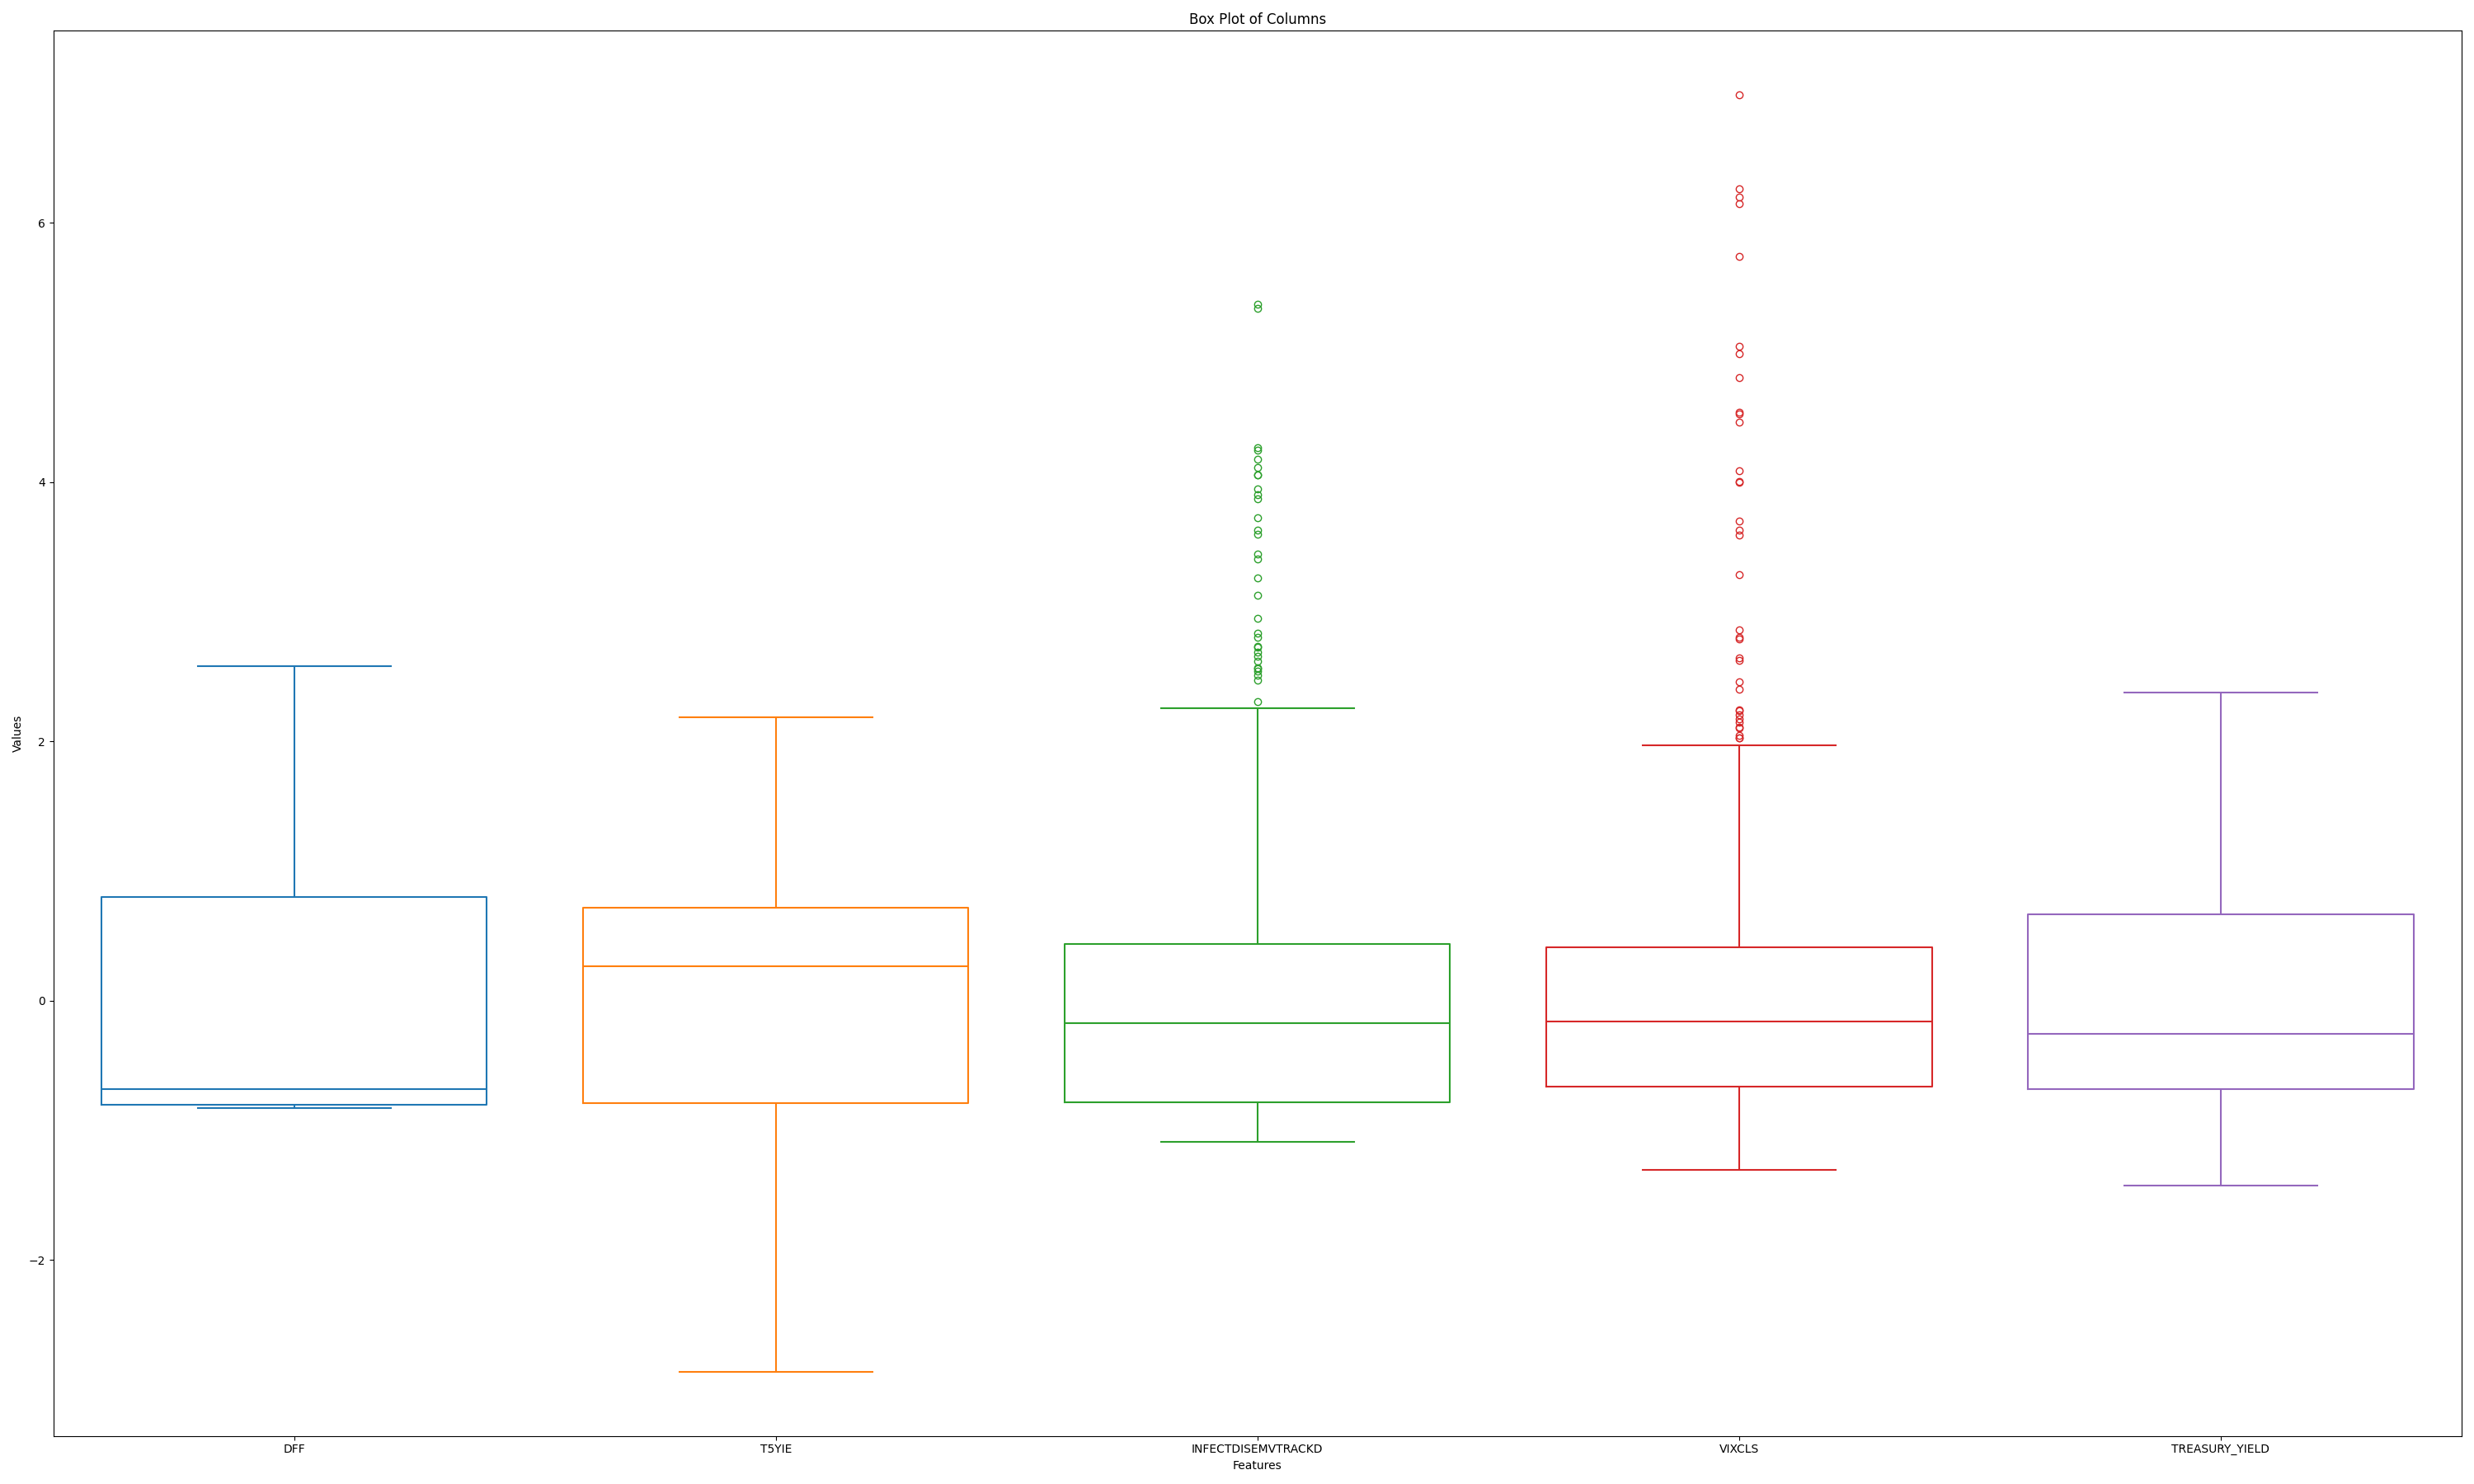 Box Plot of Columns
Values
6
4
2
0
−2
DFF
T5YIE
INFECTDISEMVTRACKD
VIXCLS
TREASURY_YIELD
Features